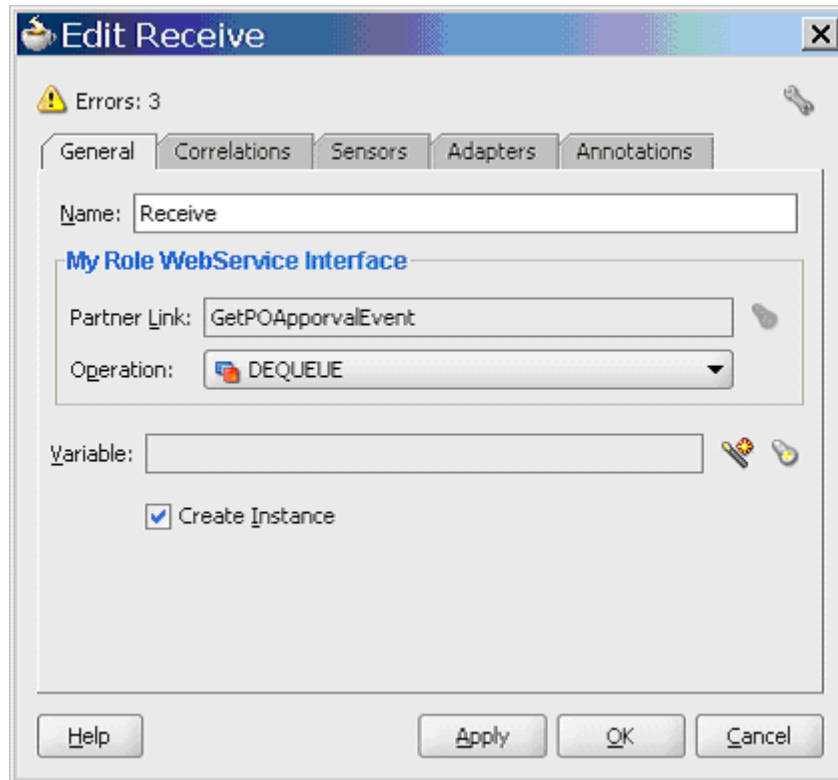 Edit Receive
Errors: 3
General Correlations Sensors Adapters Annotations
Name: Receive
My Role WebService Interface
Partner Link: GetPOApporvalEvent
Operation: DEQUEUE
Variable:
Create Instance
Help Apply OK Cancel